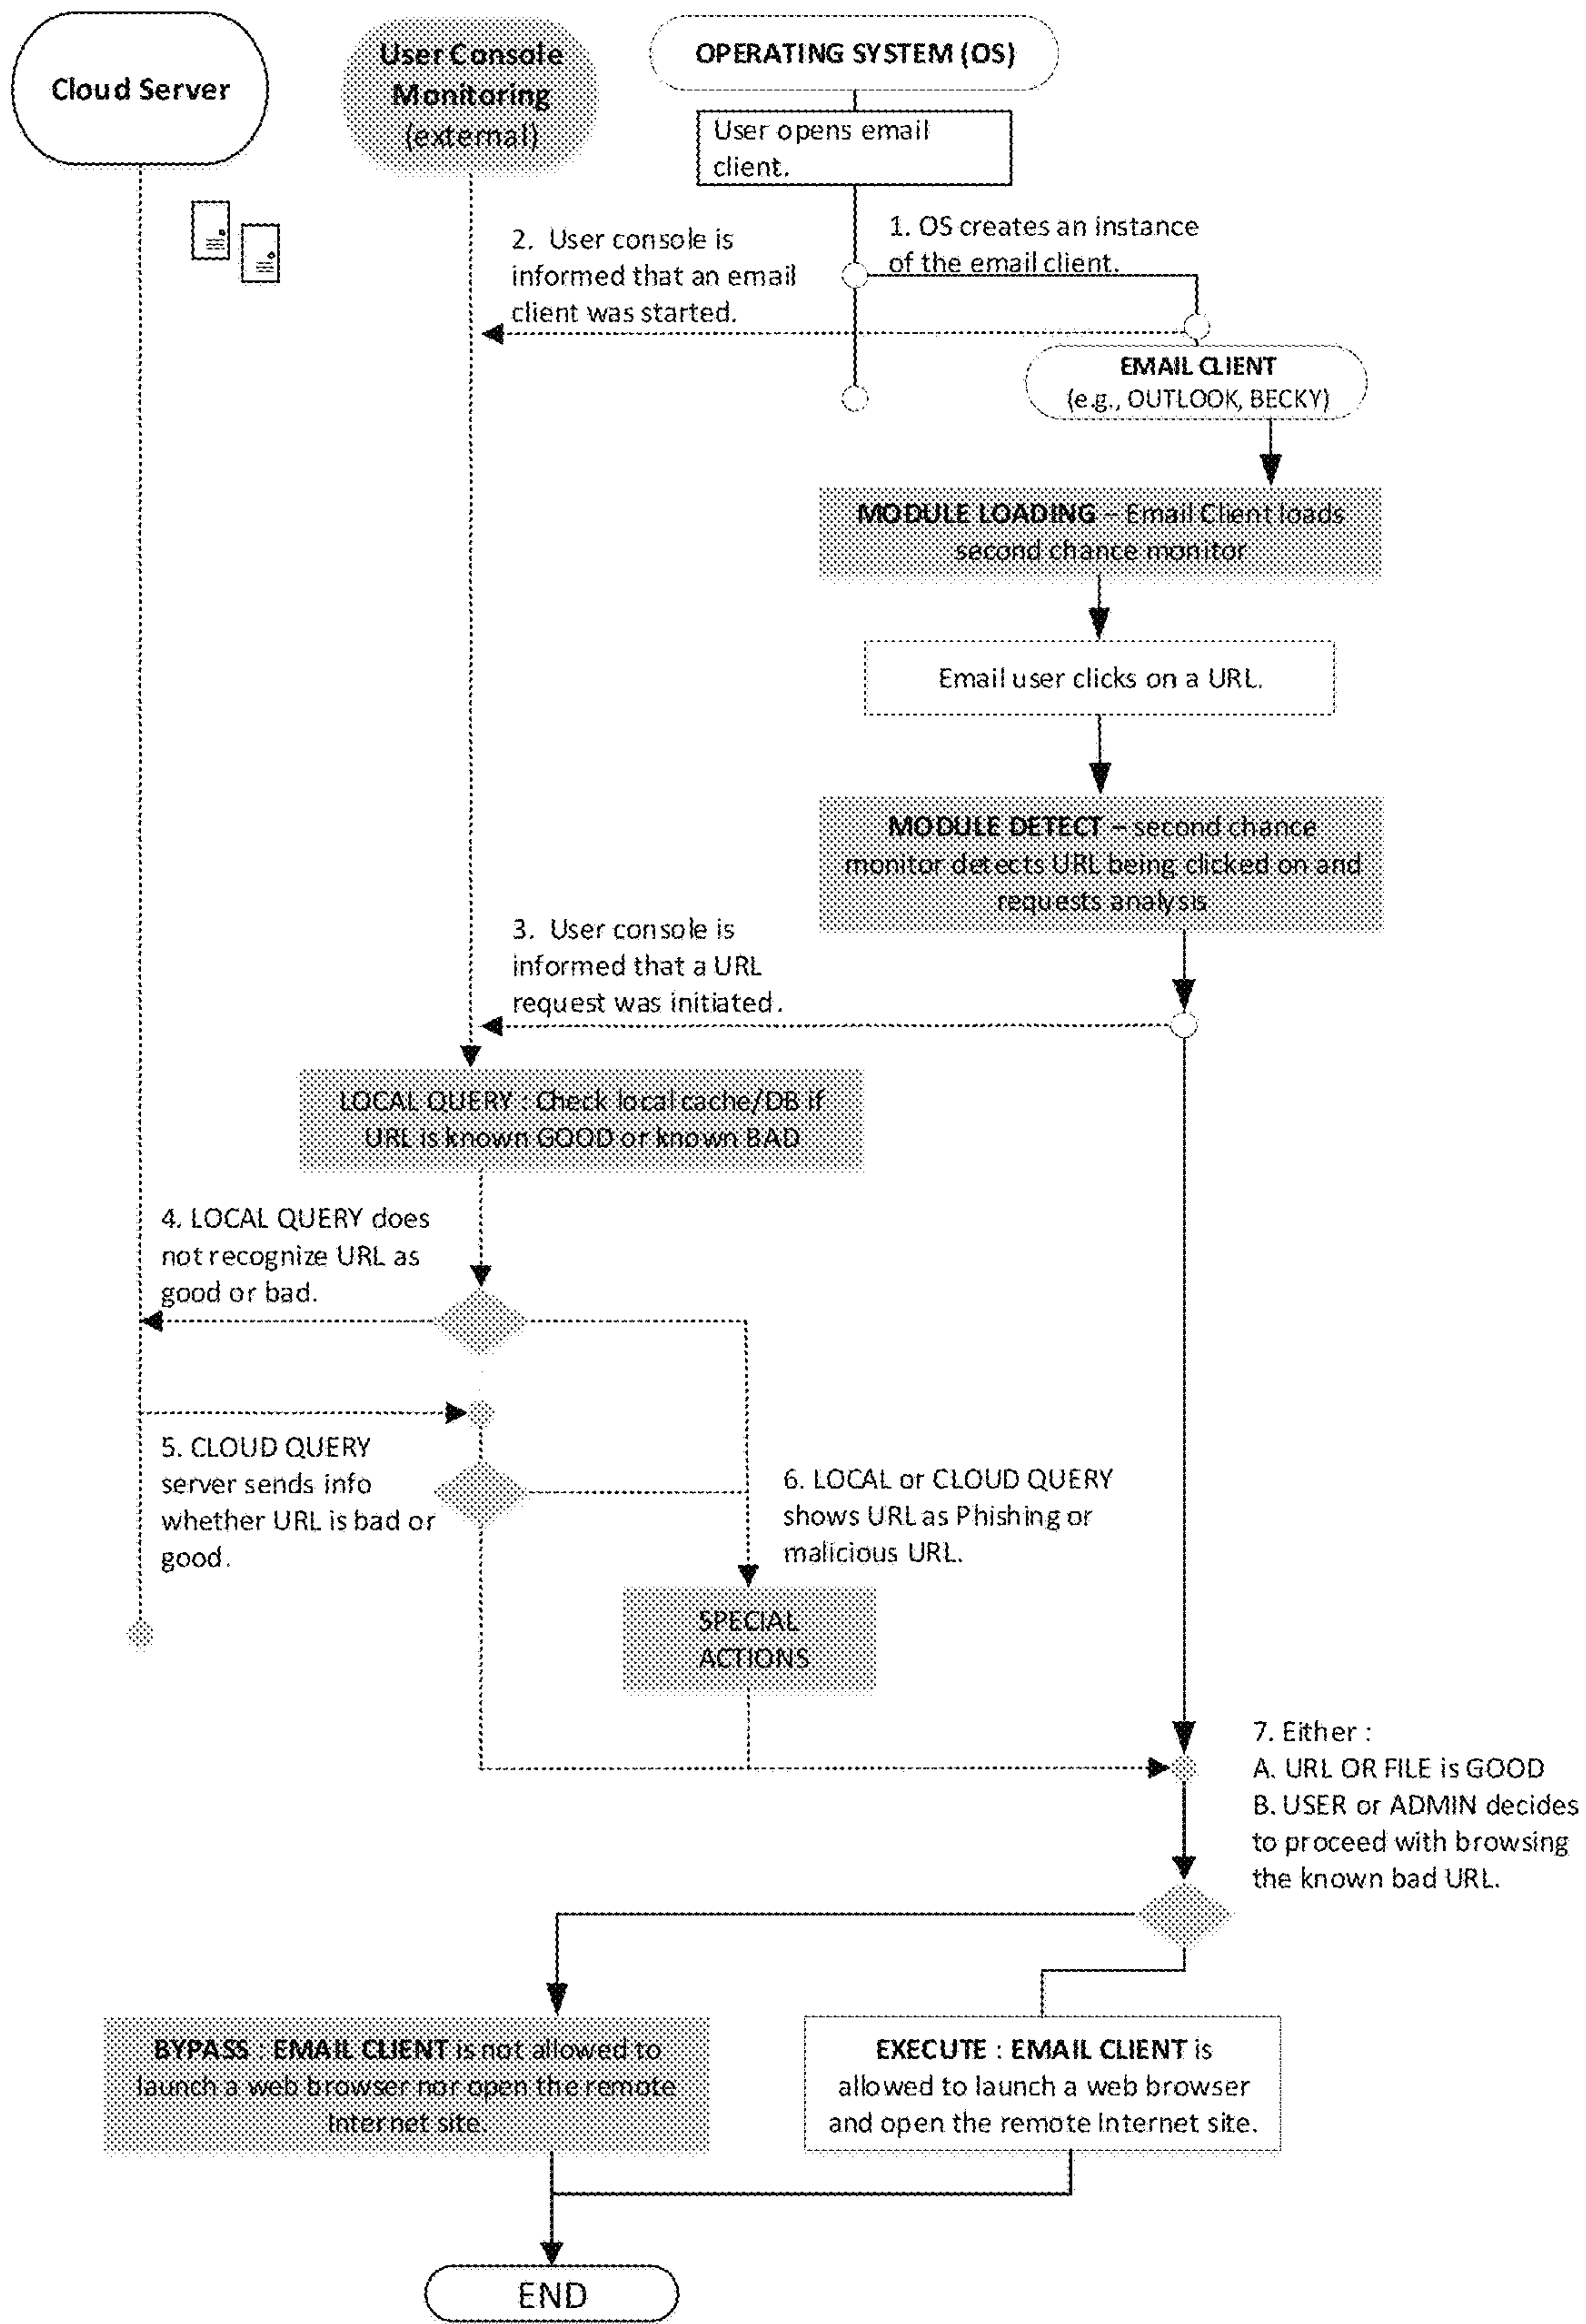 Cloud Server
User Console
Monitoring
(external)
OPERATING SYSTEM (OS)
User opens email
client.
1. OS creates an instance
of the email client.
2. User console is
informed that an email
client was started.
EMAIL CLIENT
(e.g., OUTLOOK, BECKY)
MODULE LOADING – Email Client loads
second chance monitor
Email user clicks on a URL.
MODULE DETECT – second chance
monitor detects URL being clicked on and
requests analysis
3. User console is
informed that a URL
request was initiated.
LOCAL QUERY : Check local cache/DB if
URL is known GOOD or known BAD
4. LOCAL QUERY does
not recognize URL as
good or bad.
5. CLOUD QUERY
server sends info
whether URL is bad or
good.
6. LOCAL or CLOUD QUERY
shows URL as Phishing or
malicious URL.
SPECIAL
ACTIONS
7. Either :
A. URL OR FILE is GOOD
B. USER or ADMIN decides
to proceed with browsing
the known bad URL.
BYPASS : EMAIL CLIENT is not allowed to
launch a web browser nor open the remote
Internet site.
EXECUTE : EMAIL CLIENT is
allowed to launch a web browser
and open the remote Internet site.
END